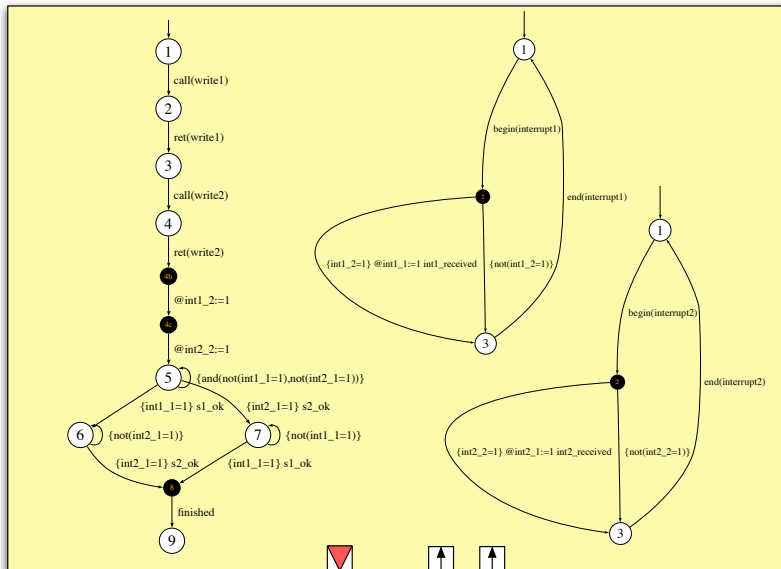 1
call(write1)
2
ret(write1)
3
call(write2)
4
ret(write2)
4b
@int1_2:=1
4c
@int2_2:=1
5
{and(not(int1_1=1),not(int2_1=1))}
{int1_1=1} s1_ok
{int2_1=1} s2_ok
6
{not(int2_1=1)}
7
{not(int1_1=1)}
{int2_1=1} s2_ok
{int1_1=1} s1_ok
8
finished
9
1
begin(interrupt1)
2
end(interrupt1)
{int1_2=1} @int1_1:=1 int1_received
{not(int1_2=1)}
3
1
begin(interrupt2)
2
end(interrupt2)
{int2_2=1} @int2_1:=1 int2_received
{not(int2_2=1)}
3